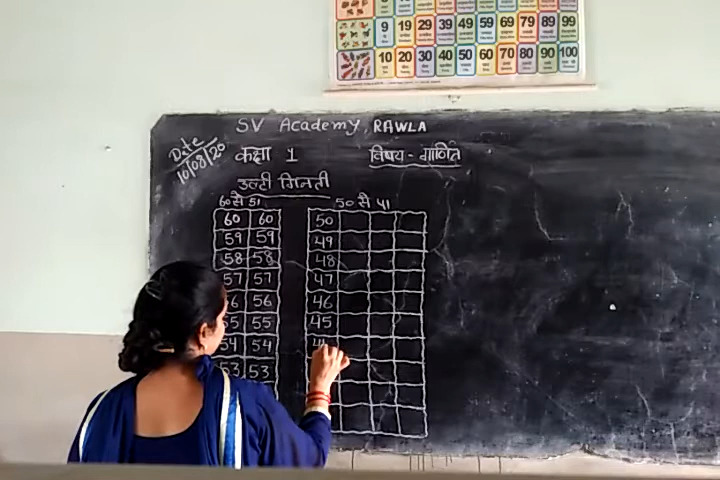 9 19 29 39 49 59 69 79 89 99
10 20 30 40 50 60 70 80 90 100
SV Academy, RAWLA
Date
10/08/20
कक्षा 1
विषय - गणित
उल्टी गिनती
60 से 51
50 से 41
60 60
59 59
58 58
57 57
56
55
54 54
53 53
50
49
48
47
46
45